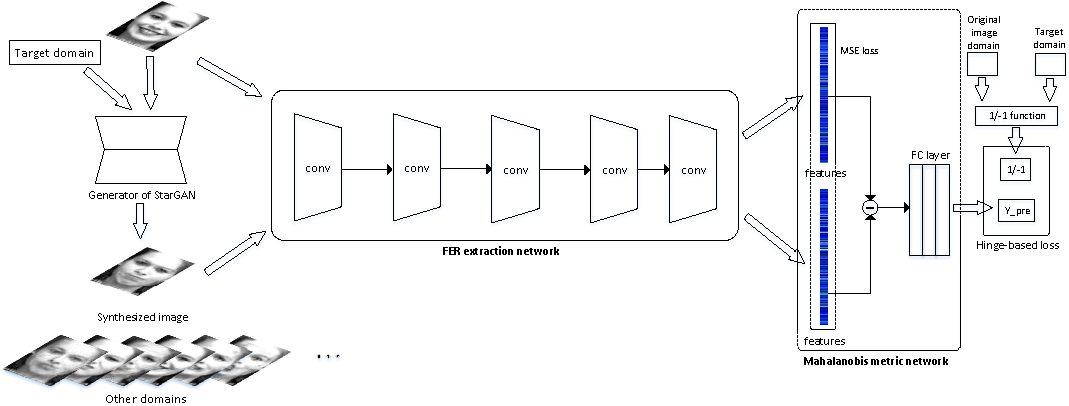 Target domain
Generator of StarGAN
Synthesized image
Other domains
...
conv
conv
conv
conv
conv
FER extraction network
MSE loss
features
features
FC layer
Mahalanobis metric network
Original
image
domain
Target
domain
1/-1 function
1/-1
Y_pre
Hinge-based loss